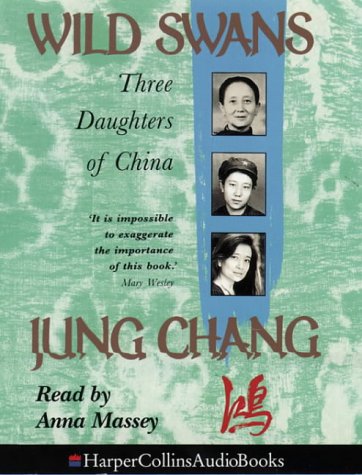 WILD SWANS
Three
Daughters
of China
'It is impossible
to exaggerate
the importance
of this book.'
Mary Wesley
JUNG CHANG
Read by
Anna Massey
鴻
HarperCollinsAudioBooks